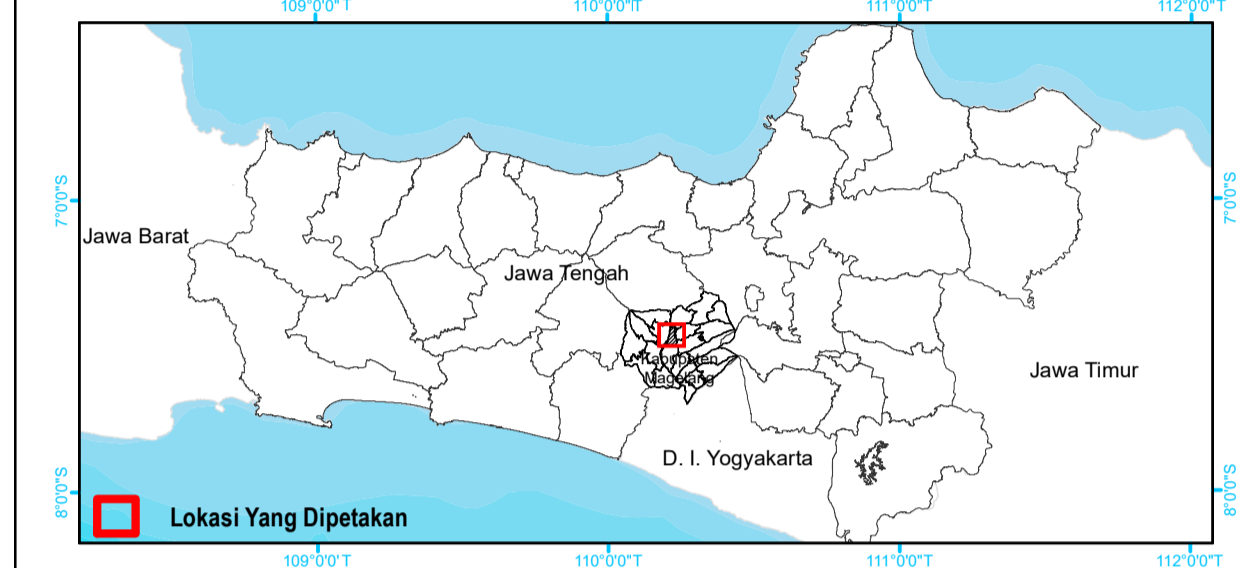 109°0'0"T
110°0'0"T
111°0'0"T
112°0'0"T
7°0'0"S
7°0'0"S
Jawa Barat
Jawa Tengah
Kabupaten
Magelang
Jawa Timur
D. I. Yogyakarta
8°0'0"S
8°0'0"S
Lokasi Yang Dipetakan
109°0'0"T
110°0'0"T
111°0'0"T
112°0'0"T